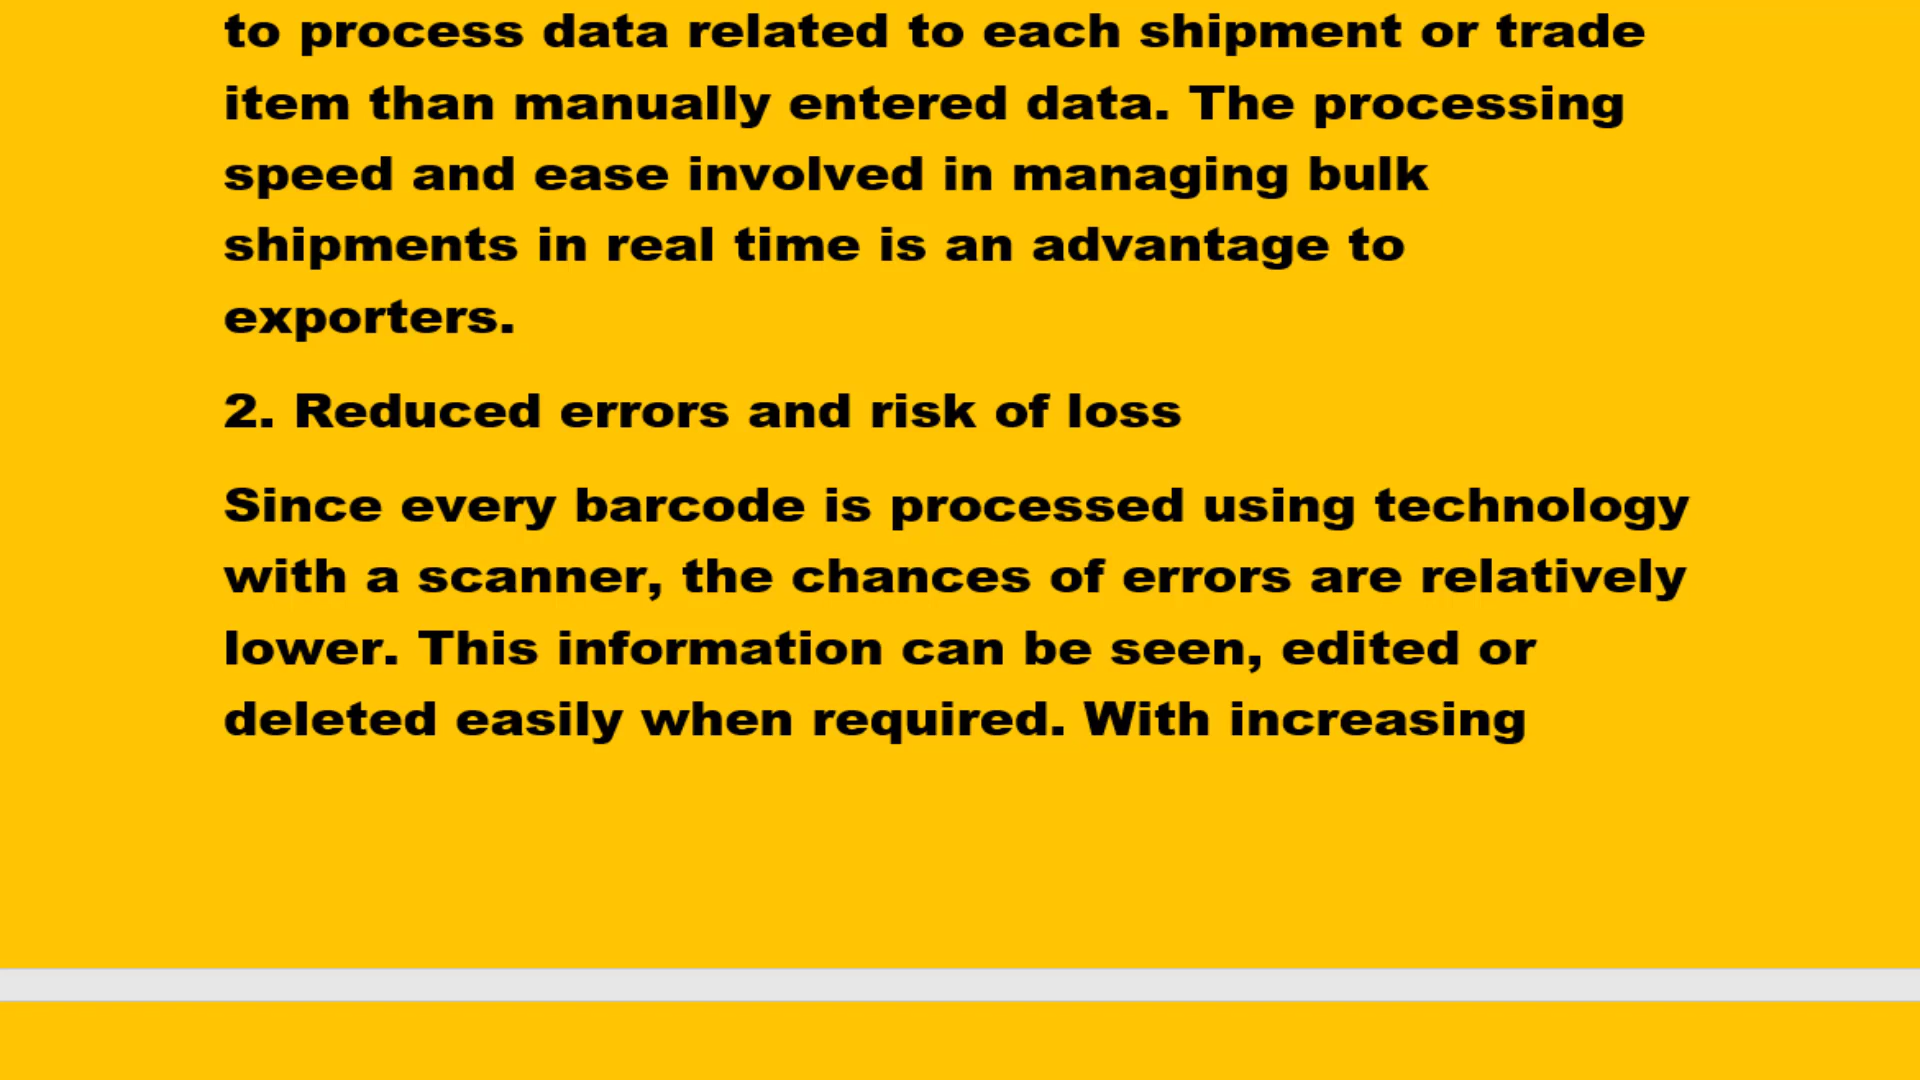 to process data related to each shipment or trade
item than manually entered data. The processing
speed and ease involved in managing bulk
shipments in real time is an advantage to
exporters.
2. Reduced errors and risk of loss
Since every barcode is processed using technology
with a scanner, the chances of errors are relatively
lower. This information can be seen, edited or
deleted easily when required. With increasing